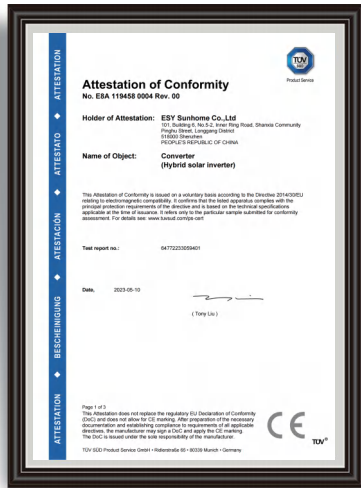 TÜV
SÜD
Product Service
Attestation of Conformity
No. E8A 119458 0004 Rev. 00
Holder of Attestation: ESY Sunhome Co.,Ltd
101, Building 6, No.5-2, Inner Ring Road, Shanxia Community
Pinghu Street, Longgang District
518000 Shenzhen
PEOPLE'S REPUBLIC OF CHINA
Name of Object: Converter
(Hybrid solar inverter)
This Attestation of Conformity is issued on a voluntary basis according to the Directive 2014/30/EU
relating to electromagnetic compatibility. It confirms that the listed apparatus complies with the
principal protection requirements of the directive and is based on the technical specifications
applicable at the time of issuance. It refers only to the particular sample submitted for conformity
assessment. For details see: www.tuvsud.com/ps-cert
Test report no.: 64772233059401
Date, 2023-05-10
( Tony Liu )
Page 1 of 3
This Attestation does not replace the regulatory EU Declaration of Conformity
(DoC) and does not allow for CE marking. After preparation of the necessary
documentation and establishing compliance to requirements of all applicable
directives, the manufacturer may sign a DoC and apply the CE marking.
The DoC is issued under the sole responsibility of the manufacturer.
TÜV SÜD Product Service GmbH • Ridlerstraße 65 • 80339 Munich • Germany
CE
TÜV®
ATTESTATION ◆ BESCHEINIGUNG ◆ ATESTACIÓN ◆ ATTESTATO ◆ ATTESTATION